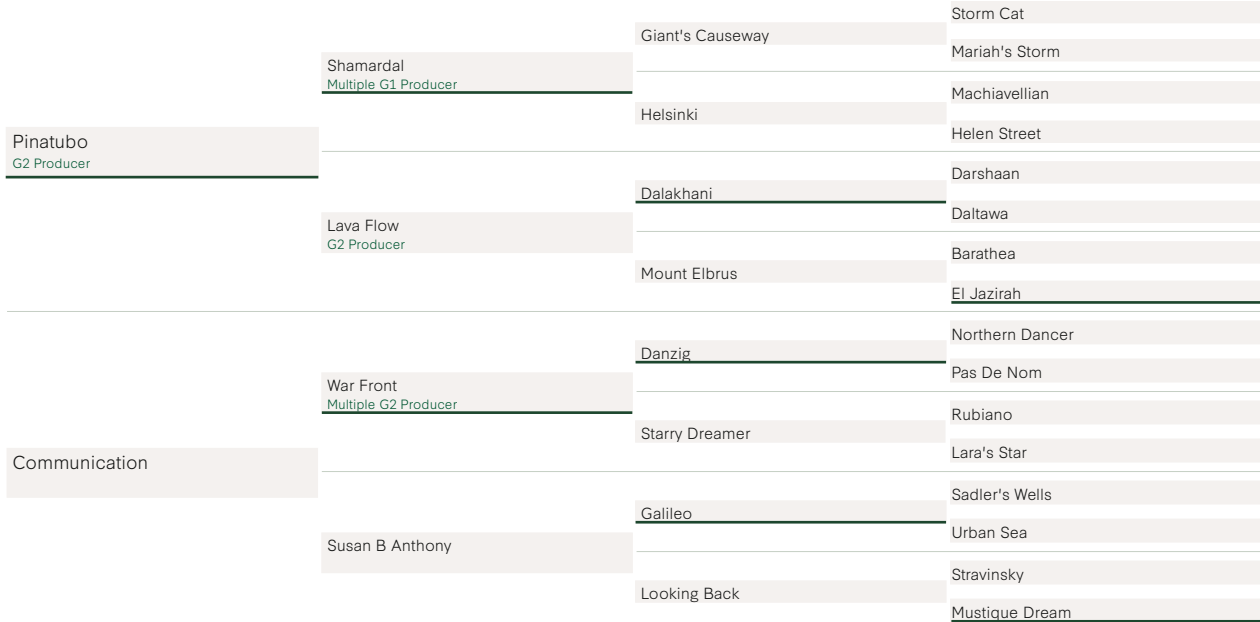 Pinatubo
G2 Producer
Communication
Shamardal
Multiple G1 Producer
Lava Flow
G2 Producer
War Front
Multiple G2 Producer
Susan B Anthony
Giant's Causeway
Helsinki
Dalakhani
Mount Elbrus
Danzig
Starry Dreamer
Galileo
Looking Back
Storm Cat
Mariah's Storm
Machiavellian
Helen Street
Darshaan
Daltawa
Barathea
El Jazirah
Northern Dancer
Pas De Nom
Rubiano
Lara's Star
Sadler's Wells
Urban Sea
Stravinsky
Mustique Dream